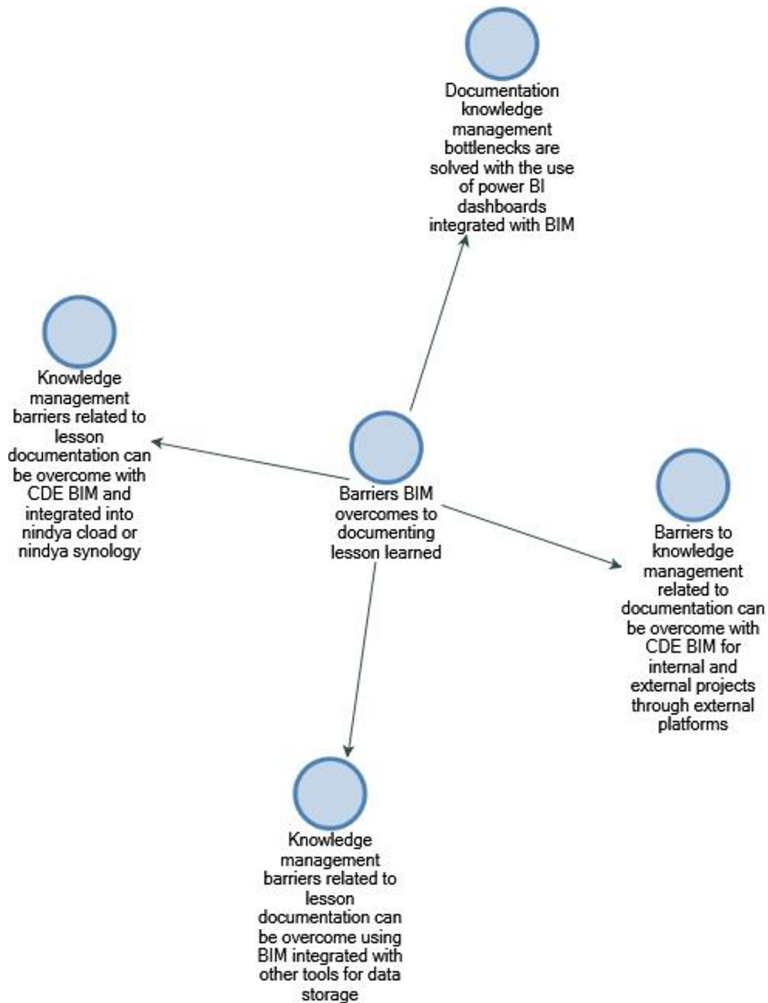 Documentation
knowledge
management
bottlenecks are
solved with the use
of power BI
dashboards
integrated with BIM
Knowledge
management
barriers related to
lesson
documentation can
be overcome with
CDE BIM and
integrated into
nindya cload or
nindya synology
Barriers BIM
overcomes to
documenting
lesson learned
Barriers to
knowledge
management
related to
documentation can
be overcome with
CDE BIM for
internal and
external projects
through external
platforms
Knowledge
management
barriers related to
lesson
documentation can
be overcome using
BIM integrated with
other tools for data
storage